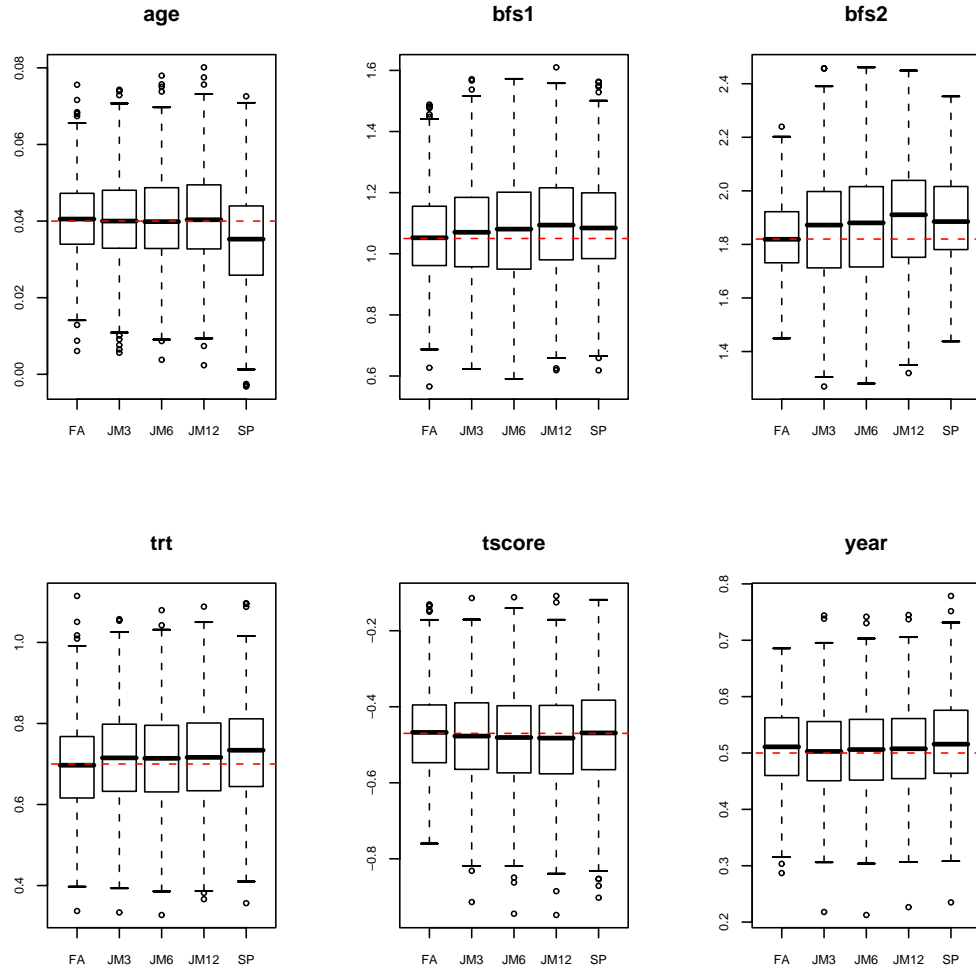 age
bfs1
bfs2
0.00 0.02 0.04 0.06 0.08
0.6 0.8 1.0 1.2 1.4 1.6
1.4 1.6 1.8 2.0 2.2 2.4
FA JM3 JM6 JM12 SP
FA JM3 JM6 JM12 SP
FA JM3 JM6 JM12 SP
trt
tscore
year
0.4 0.6 0.8 1.0
−0.8 −0.6 −0.4 −0.2
0.2 0.3 0.4 0.5 0.6 0.7 0.8
FA JM3 JM6 JM12 SP
FA JM3 JM6 JM12 SP
FA JM3 JM6 JM12 SP